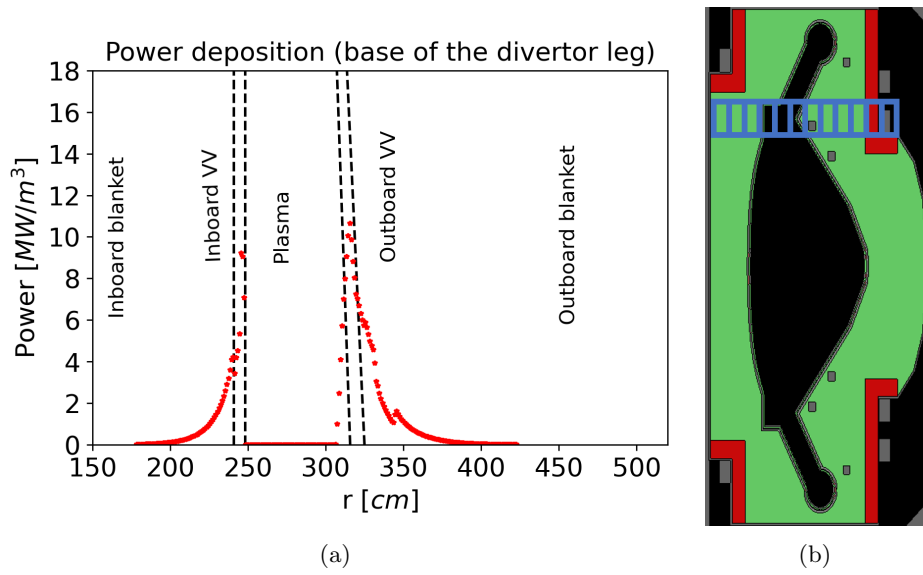 Power deposition (base of the divertor leg)
18
16
14
12
10
8
6
4
2
0
Power [MW/m³]
Inboard blanket
Inboard VV
Plasma
Outboard VV
Outboard blanket
150 200 250 300 350 400 450 500
r [cm]
(a) (b)